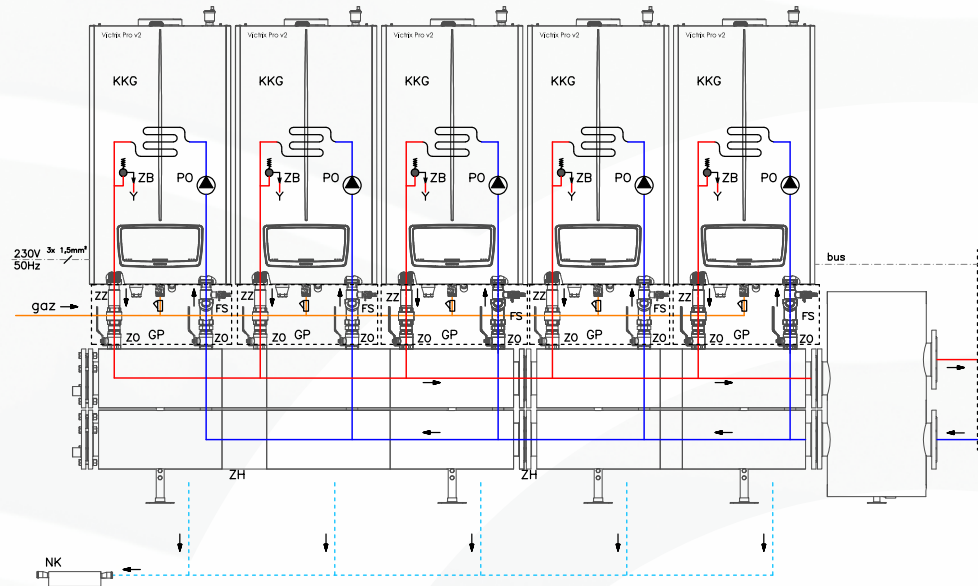 Victrix Pro v2 Victrix Pro v2 Victrix Pro v2 Victrix Pro v2 Victrix Pro v2
KKG KKG KKG KKG KKG
ZB PO ZB PO ZB PO ZB PO ZB PO
230V 3x 1,5mm²
50Hz
bus
gaz
ZZ FS ZZ FS ZZ FS ZZ FS ZZ FS
ZO GP ZO ZO GP ZO ZO GP ZO ZO GP ZO ZO GP ZO
ZH ZH
NK